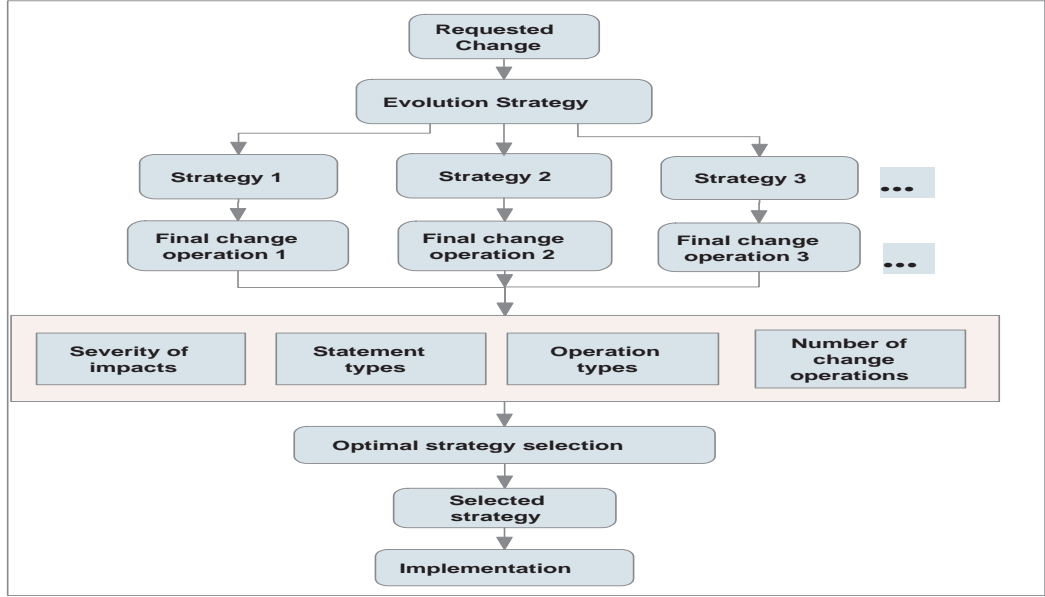 Requested
Change
Evolution Strategy
Strategy 1
Strategy 2
Strategy 3
...
Final change
operation 1
Final change
operation 2
Final change
operation 3
...
Severity of
impacts
Statement
types
Operation
types
Number of
change
operations
Optimal strategy selection
Selected
strategy
Implementation